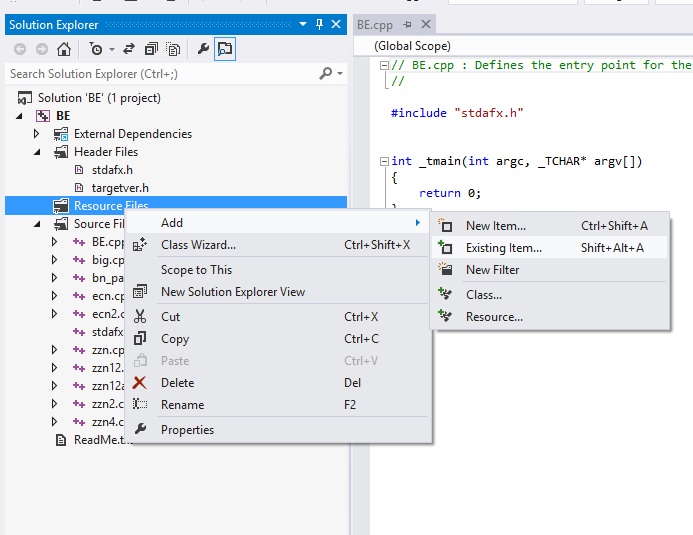 Solution Explorer
Search Solution Explorer (Ctrl+;)
Solution 'BE' (1 project)
BE
External Dependencies
Header Files
stdafx.h
targetver.h
Resource Files
Source File
BE.cpp
big.cp
bn_pa
ecn.cp
ecn2.c
stdafx
zzn.cp
zzn12.
zzn12a
zzn2.c
zzn4.c
ReadMe.t...
Add
Class Wizard... Ctrl+Shift+X
Scope to This
New Solution Explorer View
Cut Ctrl+X
Copy Ctrl+C
Paste Ctrl+V
Delete Del
Rename F2
Properties
New Item... Ctrl+Shift+A
Existing Item... Shift+Alt+A
New Filter
Class...
Resource...
BE.cpp
(Global Scope)
// BE.cpp : Defines the entry point for the
//
#include "stdafx.h"
int _tmain(int argc, _TCHAR* argv[])
{
return 0;
}